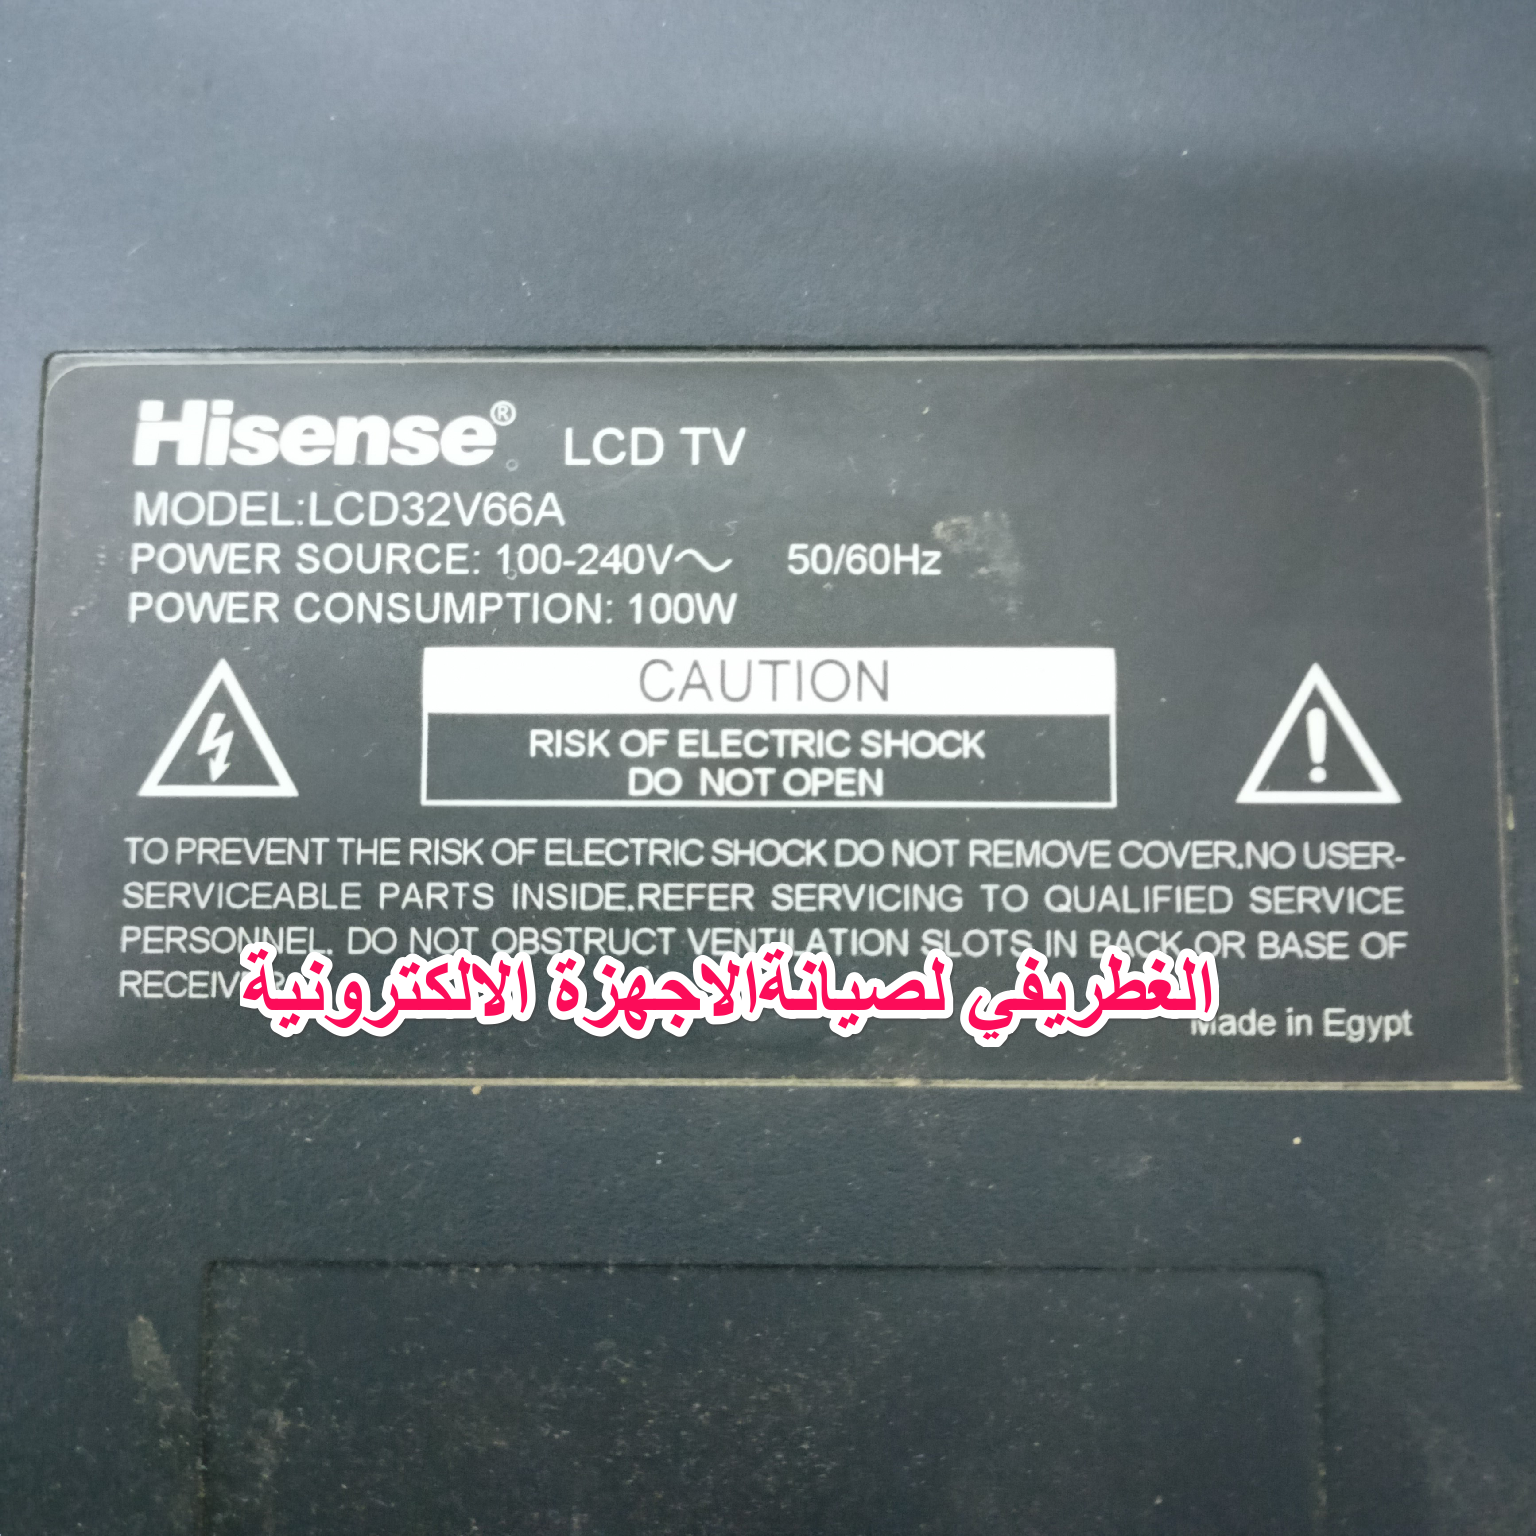 Hisense® LCD TV
MODEL:LCD32V66A
POWER SOURCE: 100-240V～ 50/60Hz
POWER CONSUMPTION: 100W
CAUTION
RISK OF ELECTRIC SHOCK
DO NOT OPEN
TO PREVENT THE RISK OF ELECTRIC SHOCK DO NOT REMOVE COVER.NO USER-
SERVICEABLE PARTS INSIDE.REFER SERVICING TO QUALIFIED SERVICE
PERSONNEL. DO NOT OBSTRUCT VENTILATION SLOTS IN BACK OR BASE OF
الغطريفي لصيانةالاجهزة الالكترونية
Made in Egypt